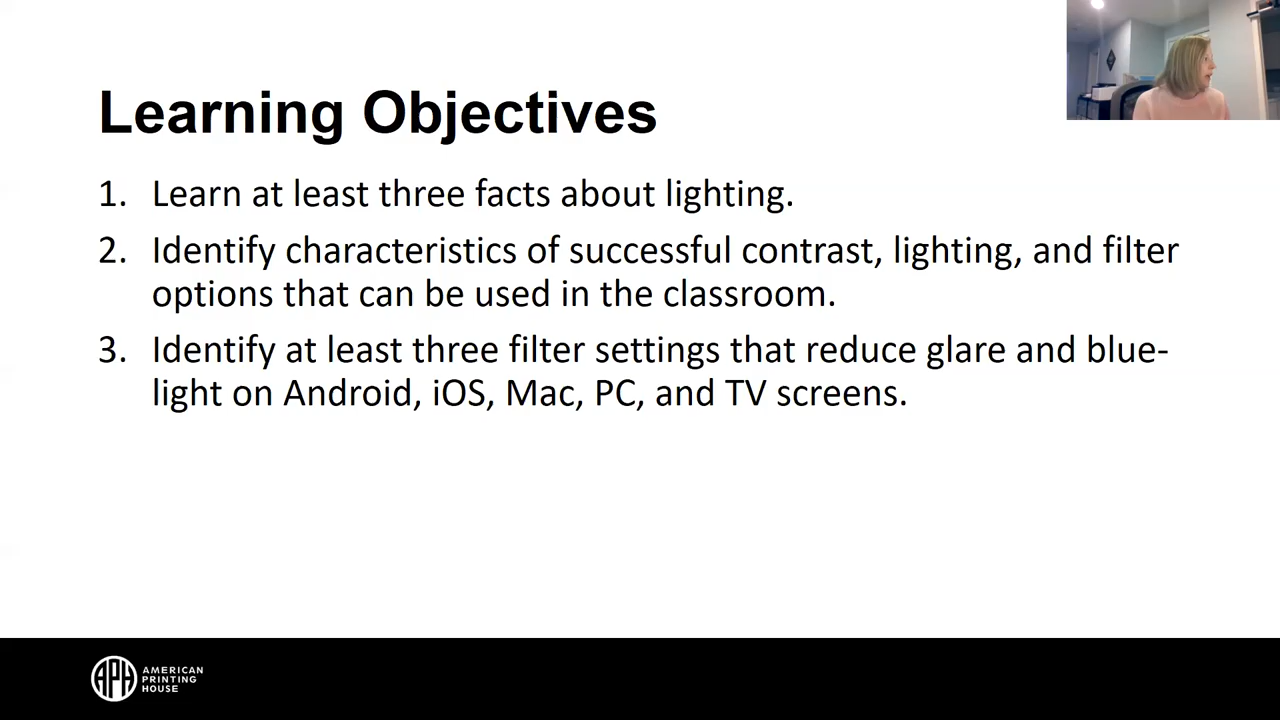 Learning Objectives
1. Learn at least three facts about lighting.
2. Identify characteristics of successful contrast, lighting, and filter
options that can be used in the classroom.
3. Identify at least three filter settings that reduce glare and blue-
light on Android, iOS, Mac, PC, and TV screens.
APH
AMERICAN
PRINTING
HOUSE